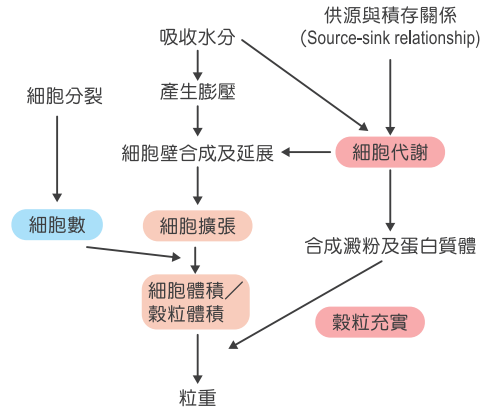 供源與積存關係
(Source-sink relationship)
吸收水分
產生膨壓
細胞分裂
細胞壁合成及延展
細胞代謝
細胞數
細胞擴張
合成澱粉及蛋白質體
細胞體積／
穀粒體積
穀粒充實
粒重